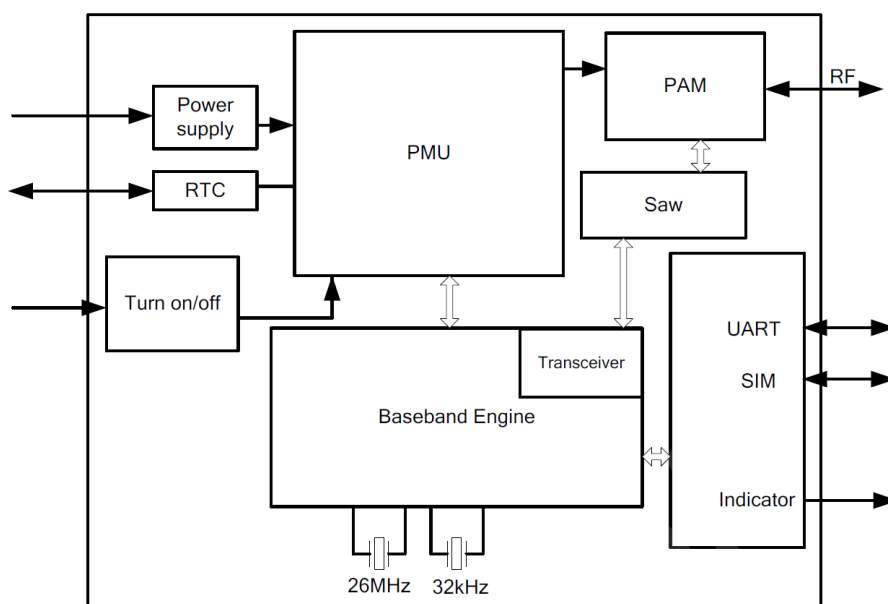 RF
PAM
Power
supply
PMU
RTC
Saw
Turn on/off
UART
Transceiver
SIM
Baseband Engine
Indicator
26MHz
32kHz